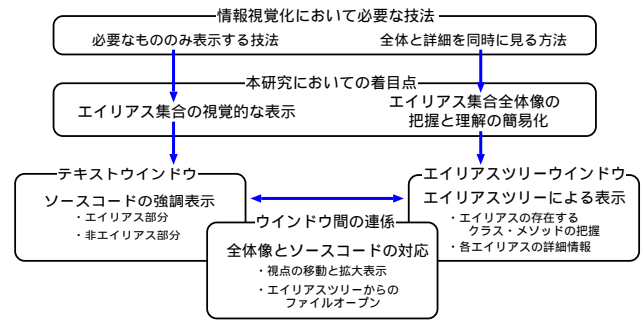 情報視覚化において必要な技法
必要なもののみ表示する技法
全体と詳細を同時に見る方法
本研究においての着目点
エイリアス集合の視覚的な表示
エイリアス集合全体像の
把握と理解の簡易化
テキストウインドウ
ソースコードの強調表示
・エイリアス部分
・非エイリアス部分
エイリアスツリーウインドウ
エイリアスツリーによる表示
・エイリアスの存在する
クラス・メソッドの把握
・各エイリアスの詳細情報
ウインドウ間の連係
全体像とソースコードの対応
・視点の移動と拡大表示
・エイリアスツリーからの
ファイルオープン